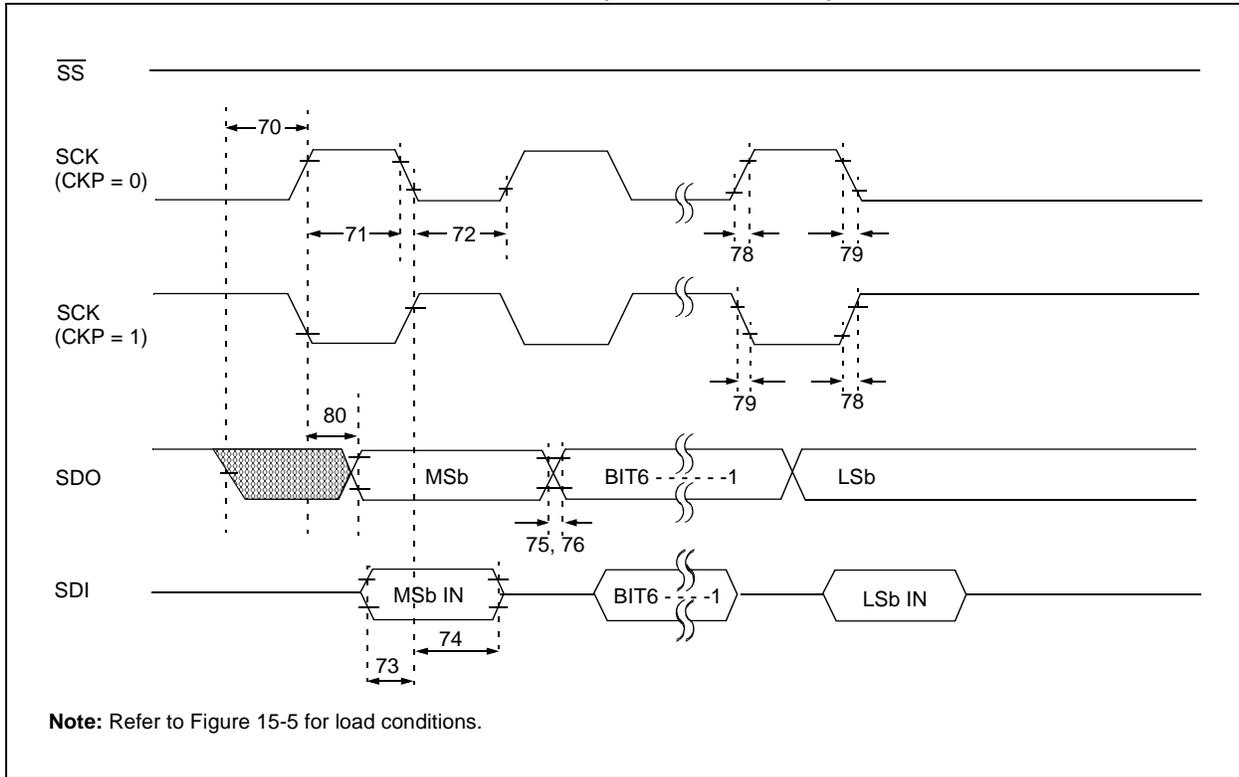 SS
70
SCK
(CKP = 0)
71
72
78
79
SCK
(CKP = 1)
79
78
80
SDO
MSb
BIT6 - - - - - -1
LSb
75, 76
SDI
MSb IN
BIT6 - - - -1
LSb IN
74
73
Note: Refer to Figure 15-5 for load conditions.